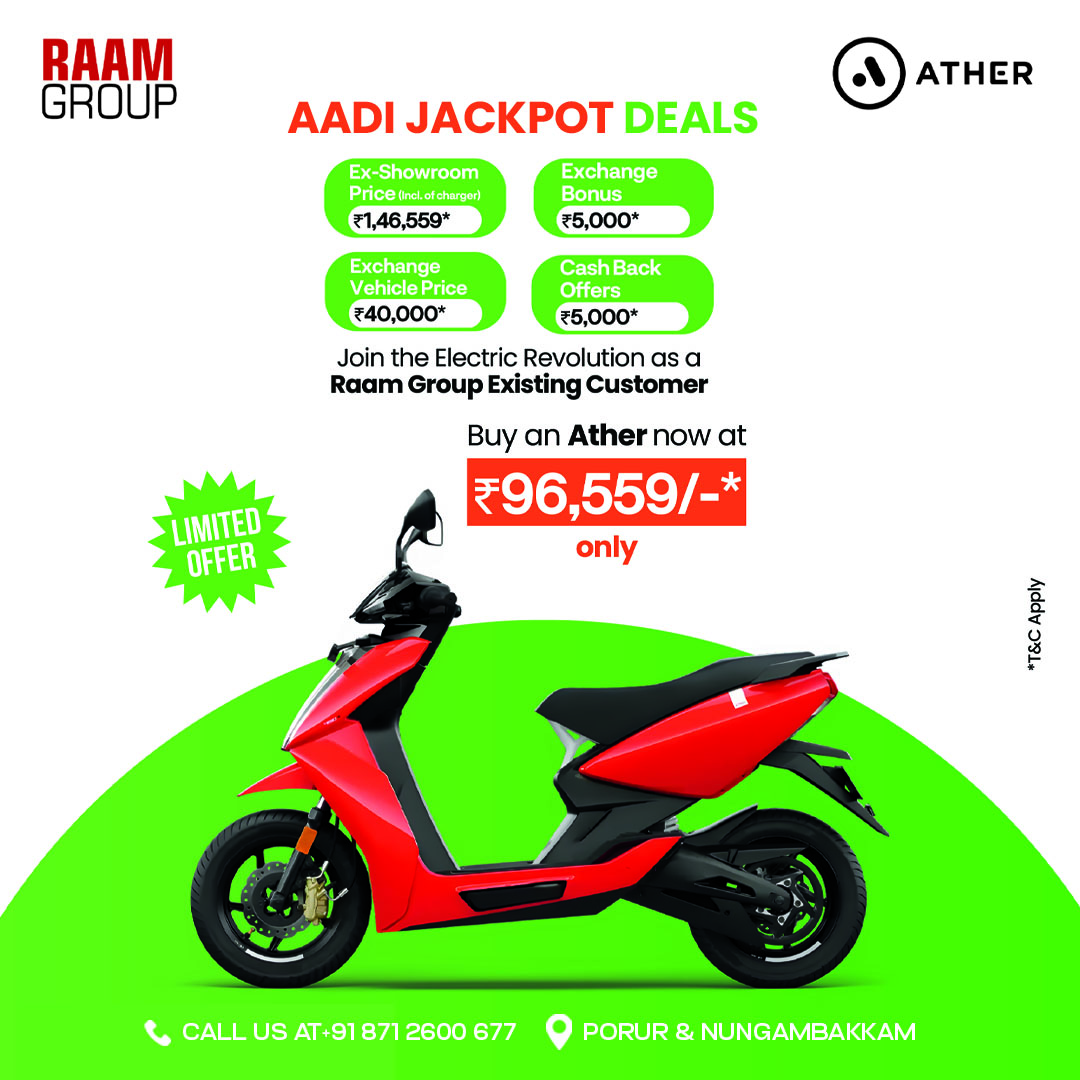 RAAM
GROUP
ATHER
AADI JACKPOT DEALS
Ex-Showroom
Price (Incl. of charger)
₹1,46,559*
Exchange
Bonus
₹5,000*
Exchange
Vehicle Price
₹40,000*
Cash Back
Offers
₹5,000*
Join the Electric Revolution as a
Raam Group Existing Customer
Buy an Ather now at
₹96,559/-*
only
LIMITED
OFFER
*T&C Apply
CALL US AT+91 871 2600 677
PORUR & NUNGAMBAKKAM